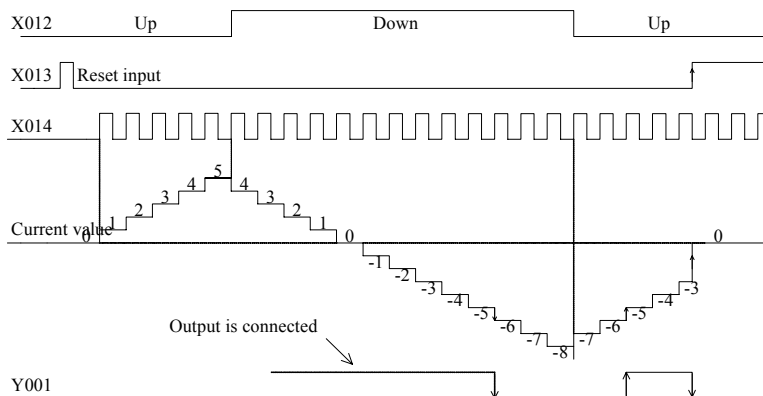 X012 Up Down Up
X013 Reset input
X014
5
4 4
3 3
2 2
1 1
Current value 0 0 0
-1
-2
-3 -3
-4 -4
-5 -5
-6 -6
-7 -7
-8
Output is connected
Y001